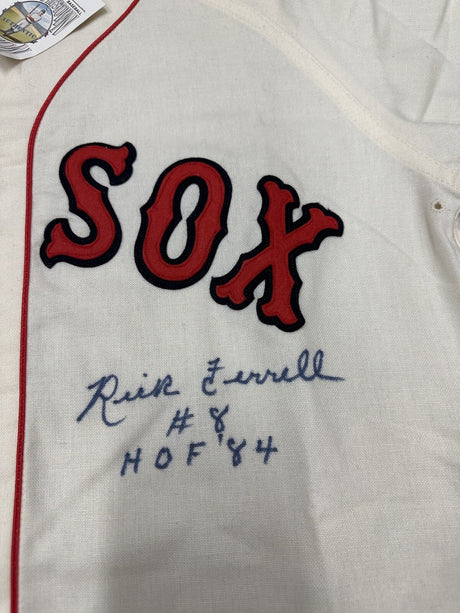 SOX
Rick Ferrell
# 8
HOF '84